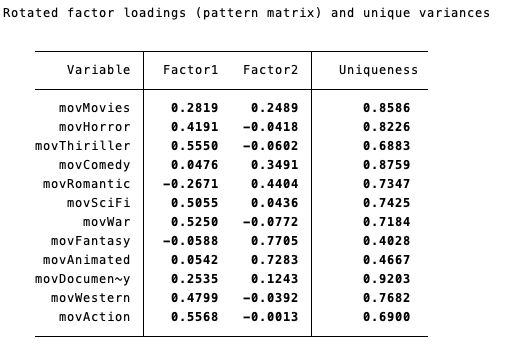 Rotated factor loadings (pattern matrix) and unique variances
Variable Factor1 Factor2 Uniqueness
movMovies 0.2819 0.2489 0.8586
movHorror 0.4191 -0.0418 0.8226
movThiriller 0.5550 -0.0602 0.6883
movComedy 0.0476 0.3491 0.8759
movRomantic -0.2671 0.4404 0.7347
movSciFi 0.5055 0.0436 0.7425
movWar 0.5250 -0.0772 0.7184
movFantasy -0.0588 0.7705 0.4028
movAnimated 0.0542 0.7283 0.4667
movDocumen~y 0.2535 0.1243 0.9203
movWestern 0.4799 -0.0392 0.7682
movAction 0.5568 -0.0013 0.6900